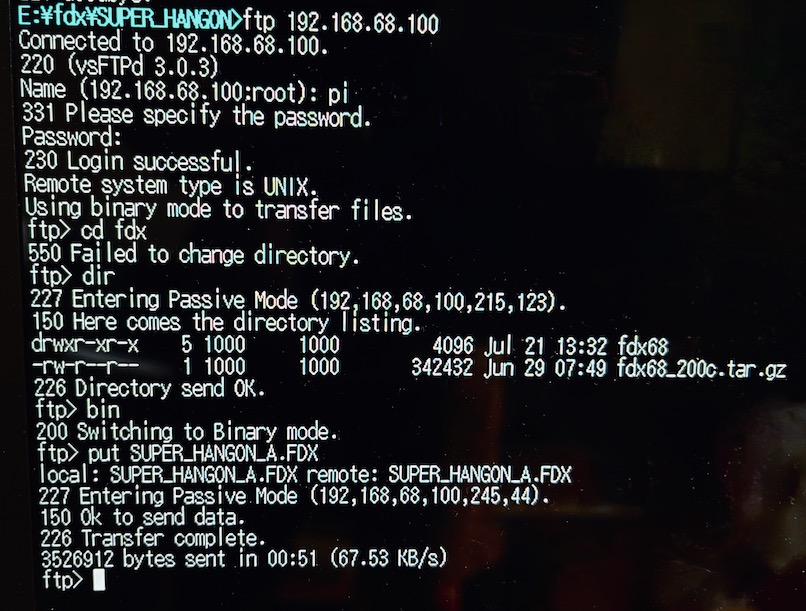 E:¥fdx¥SUPER_HANGON>ftp 192.168.68.100
Connected to 192.168.68.100.
220 (vsFTPd 3.0.3)
Name (192.168.68.100:root): pi
331 Please specify the password.
Password:
230 Login successful.
Remote system type is UNIX.
Using binary mode to transfer files.
ftp> cd fdx
550 Failed to change directory.
ftp> dir
227 Entering Passive Mode (192,168,68,100,215,123).
150 Here comes the directory listing.
drwxr-xr-x    5 1000     1000         4096 Jul 21 13:32 fdx68
-rw-r--r--    1 1000     1000       342432 Jun 29 07:49 fdx68_200c.tar.gz
226 Directory send OK.
ftp> bin
200 Switching to Binary mode.
ftp> put SUPER_HANGON_A.FDX
local: SUPER_HANGON_A.FDX remote: SUPER_HANGON_A.FDX
227 Entering Passive Mode (192,168,68,100,245,44).
150 Ok to send data.
226 Transfer complete.
3526912 bytes sent in 00:51 (67.53 KB/s)
ftp>